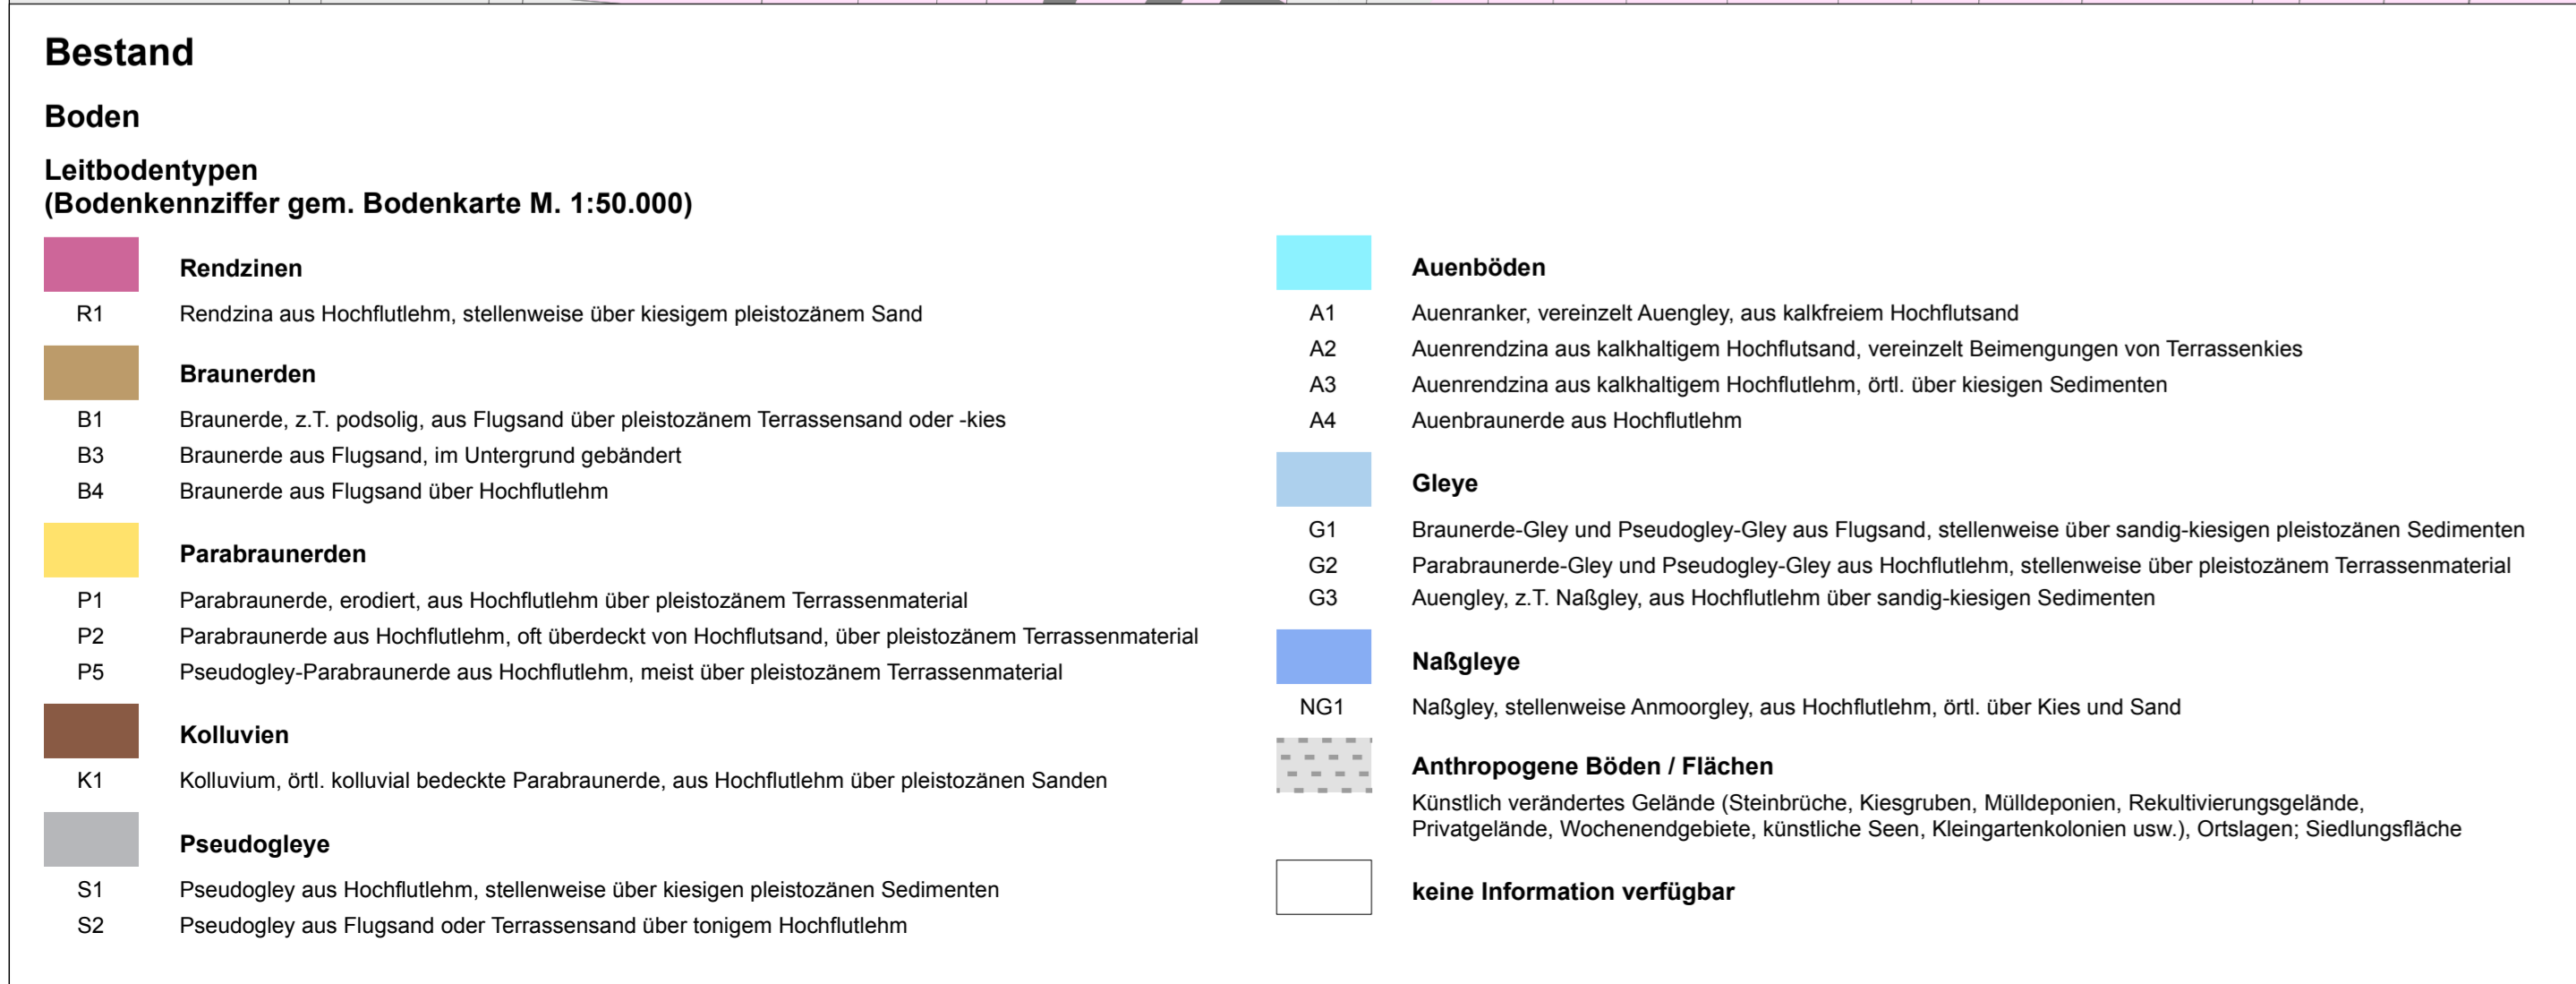 Bestand
Boden
Leitbodentypen
(Bodenkennziffer gem. Bodenkarte M. 1:50.000)
Rendzinen
R1 Rendzina aus Hochflutlehm, stellenweise über kiesigem pleistozänem Sand
Braunerden
B1 Braunerde, z.T. podsolig, aus Flugsand über pleistozänem Terrassensand oder -kies
B3 Braunerde aus Flugsand, im Untergrund gebändert
B4 Braunerde aus Flugsand über Hochflutlehm
Parabraunerden
P1 Parabraunerde, erodiert, aus Hochflutlehm über pleistozänem Terrassenmaterial
P2 Parabraunerde aus Hochflutlehm, oft überdeckt von Hochflutsand, über pleistozänem Terrassenmaterial
P5 Pseudogley-Parabraunerde aus Hochflutlehm, meist über pleistozänem Terrassenmaterial
Kolluvien
K1 Kolluvium, örtl. kolluvial bedeckte Parabraunerde, aus Hochflutlehm über pleistozänen Sanden
Pseudogleye
S1 Pseudogley aus Hochflutlehm, stellenweise über kiesigen pleistozänen Sedimenten
S2 Pseudogley aus Flugsand oder Terrassensand über tonigem Hochflutlehm
Auenböden
A1 Auenranker, vereinzelt Auengley, aus kalkfreiem Hochflutsand
A2 Auenrendzina aus kalkhaltigem Hochflutsand, vereinzelt Beimengungen von Terrassenkies
A3 Auenrendzina aus kalkhaltigem Hochflutlehm, örtl. über kiesigen Sedimenten
A4 Auenbraunerde aus Hochflutlehm
Gleye
G1 Braunerde-Gley und Pseudogley-Gley aus Flugsand, stellenweise über sandig-kiesigen pleistozänen Sedimenten
G2 Parabraunerde-Gley und Pseudogley-Gley aus Hochflutlehm, stellenweise über pleistozänem Terrassenmaterial
G3 Auengley, z.T. Naßgley, aus Hochflutlehm über sandig-kiesigen Sedimenten
Naßgleye
NG1 Naßgley, stellenweise Anmoorgley, aus Hochflutlehm, örtl. über Kies und Sand
Anthropogene Böden / Flächen
Künstlich verändertes Gelände (Steinbrüche, Kiesgruben, Mülldeponien, Rekultivierungsgelände,
Privatgelände, Wochenendgebiete, künstliche Seen, Kleingartenkolonien usw.), Ortslagen; Siedlungsfläche
keine Information verfügbar